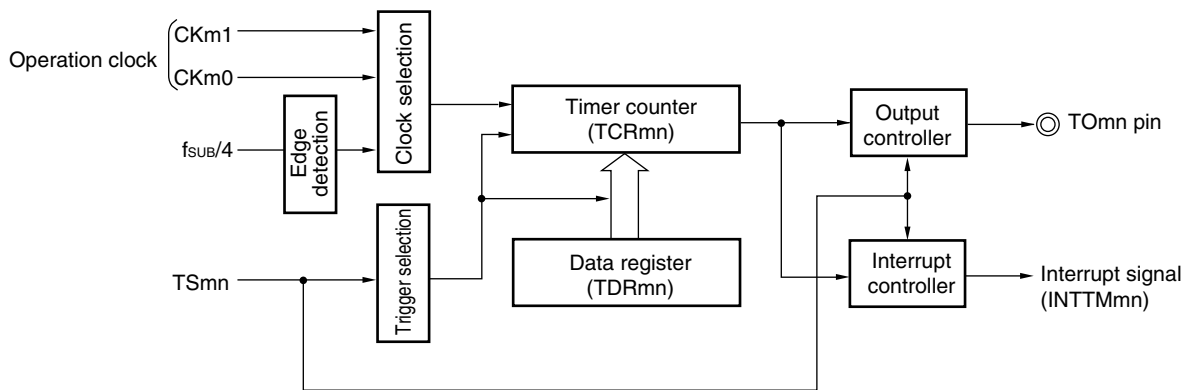 Operation clock
CKm1
CKm0
fSUB/4
Edge
detection
Clock selection
Timer counter
(TCRmn)
Output
controller
TOmn pin
TSmn
Trigger selection
Data register
(TDRmn)
Interrupt
controller
Interrupt signal
(INTTMmn)